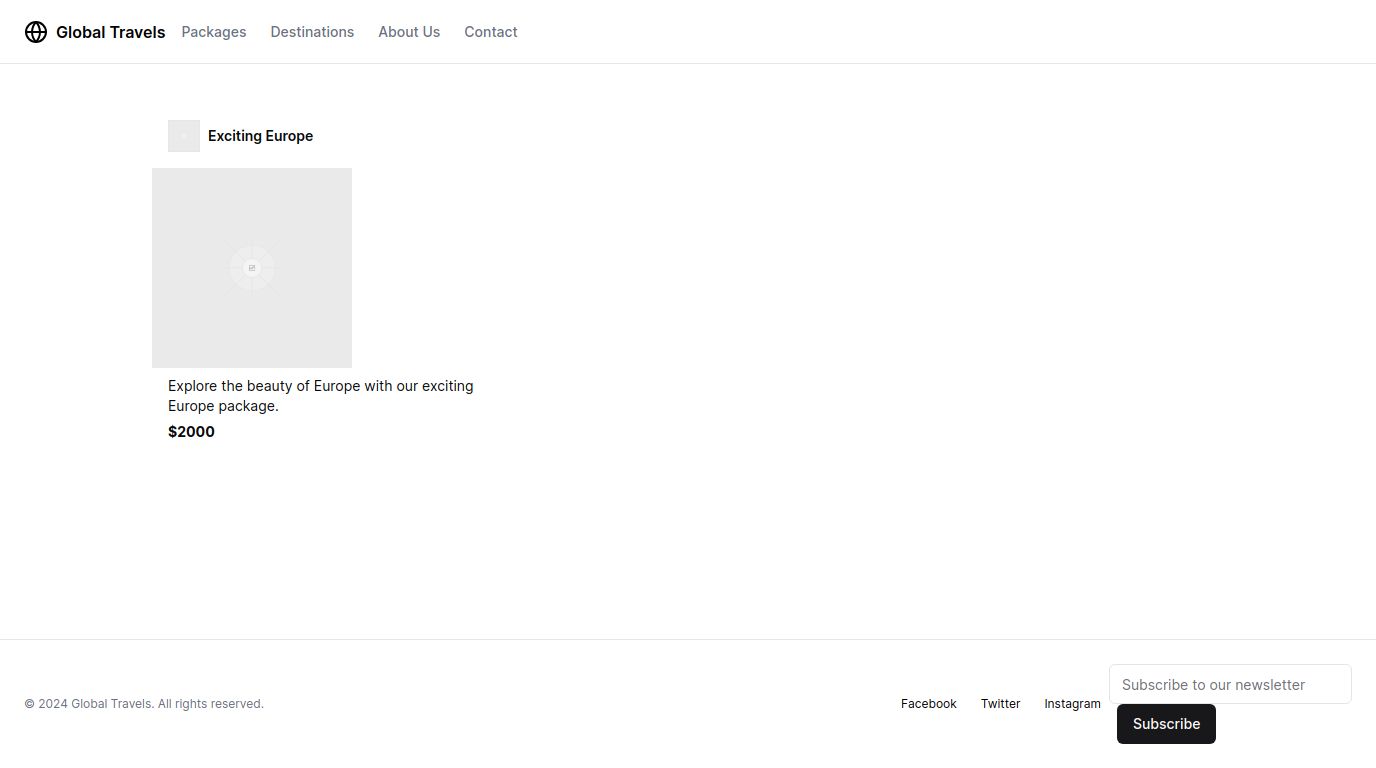 Global Travels Packages Destinations About Us Contact
Exciting Europe
Explore the beauty of Europe with our exciting
Europe package.
$2000
© 2024 Global Travels. All rights reserved.
Facebook Twitter Instagram
Subscribe to our newsletter
Subscribe